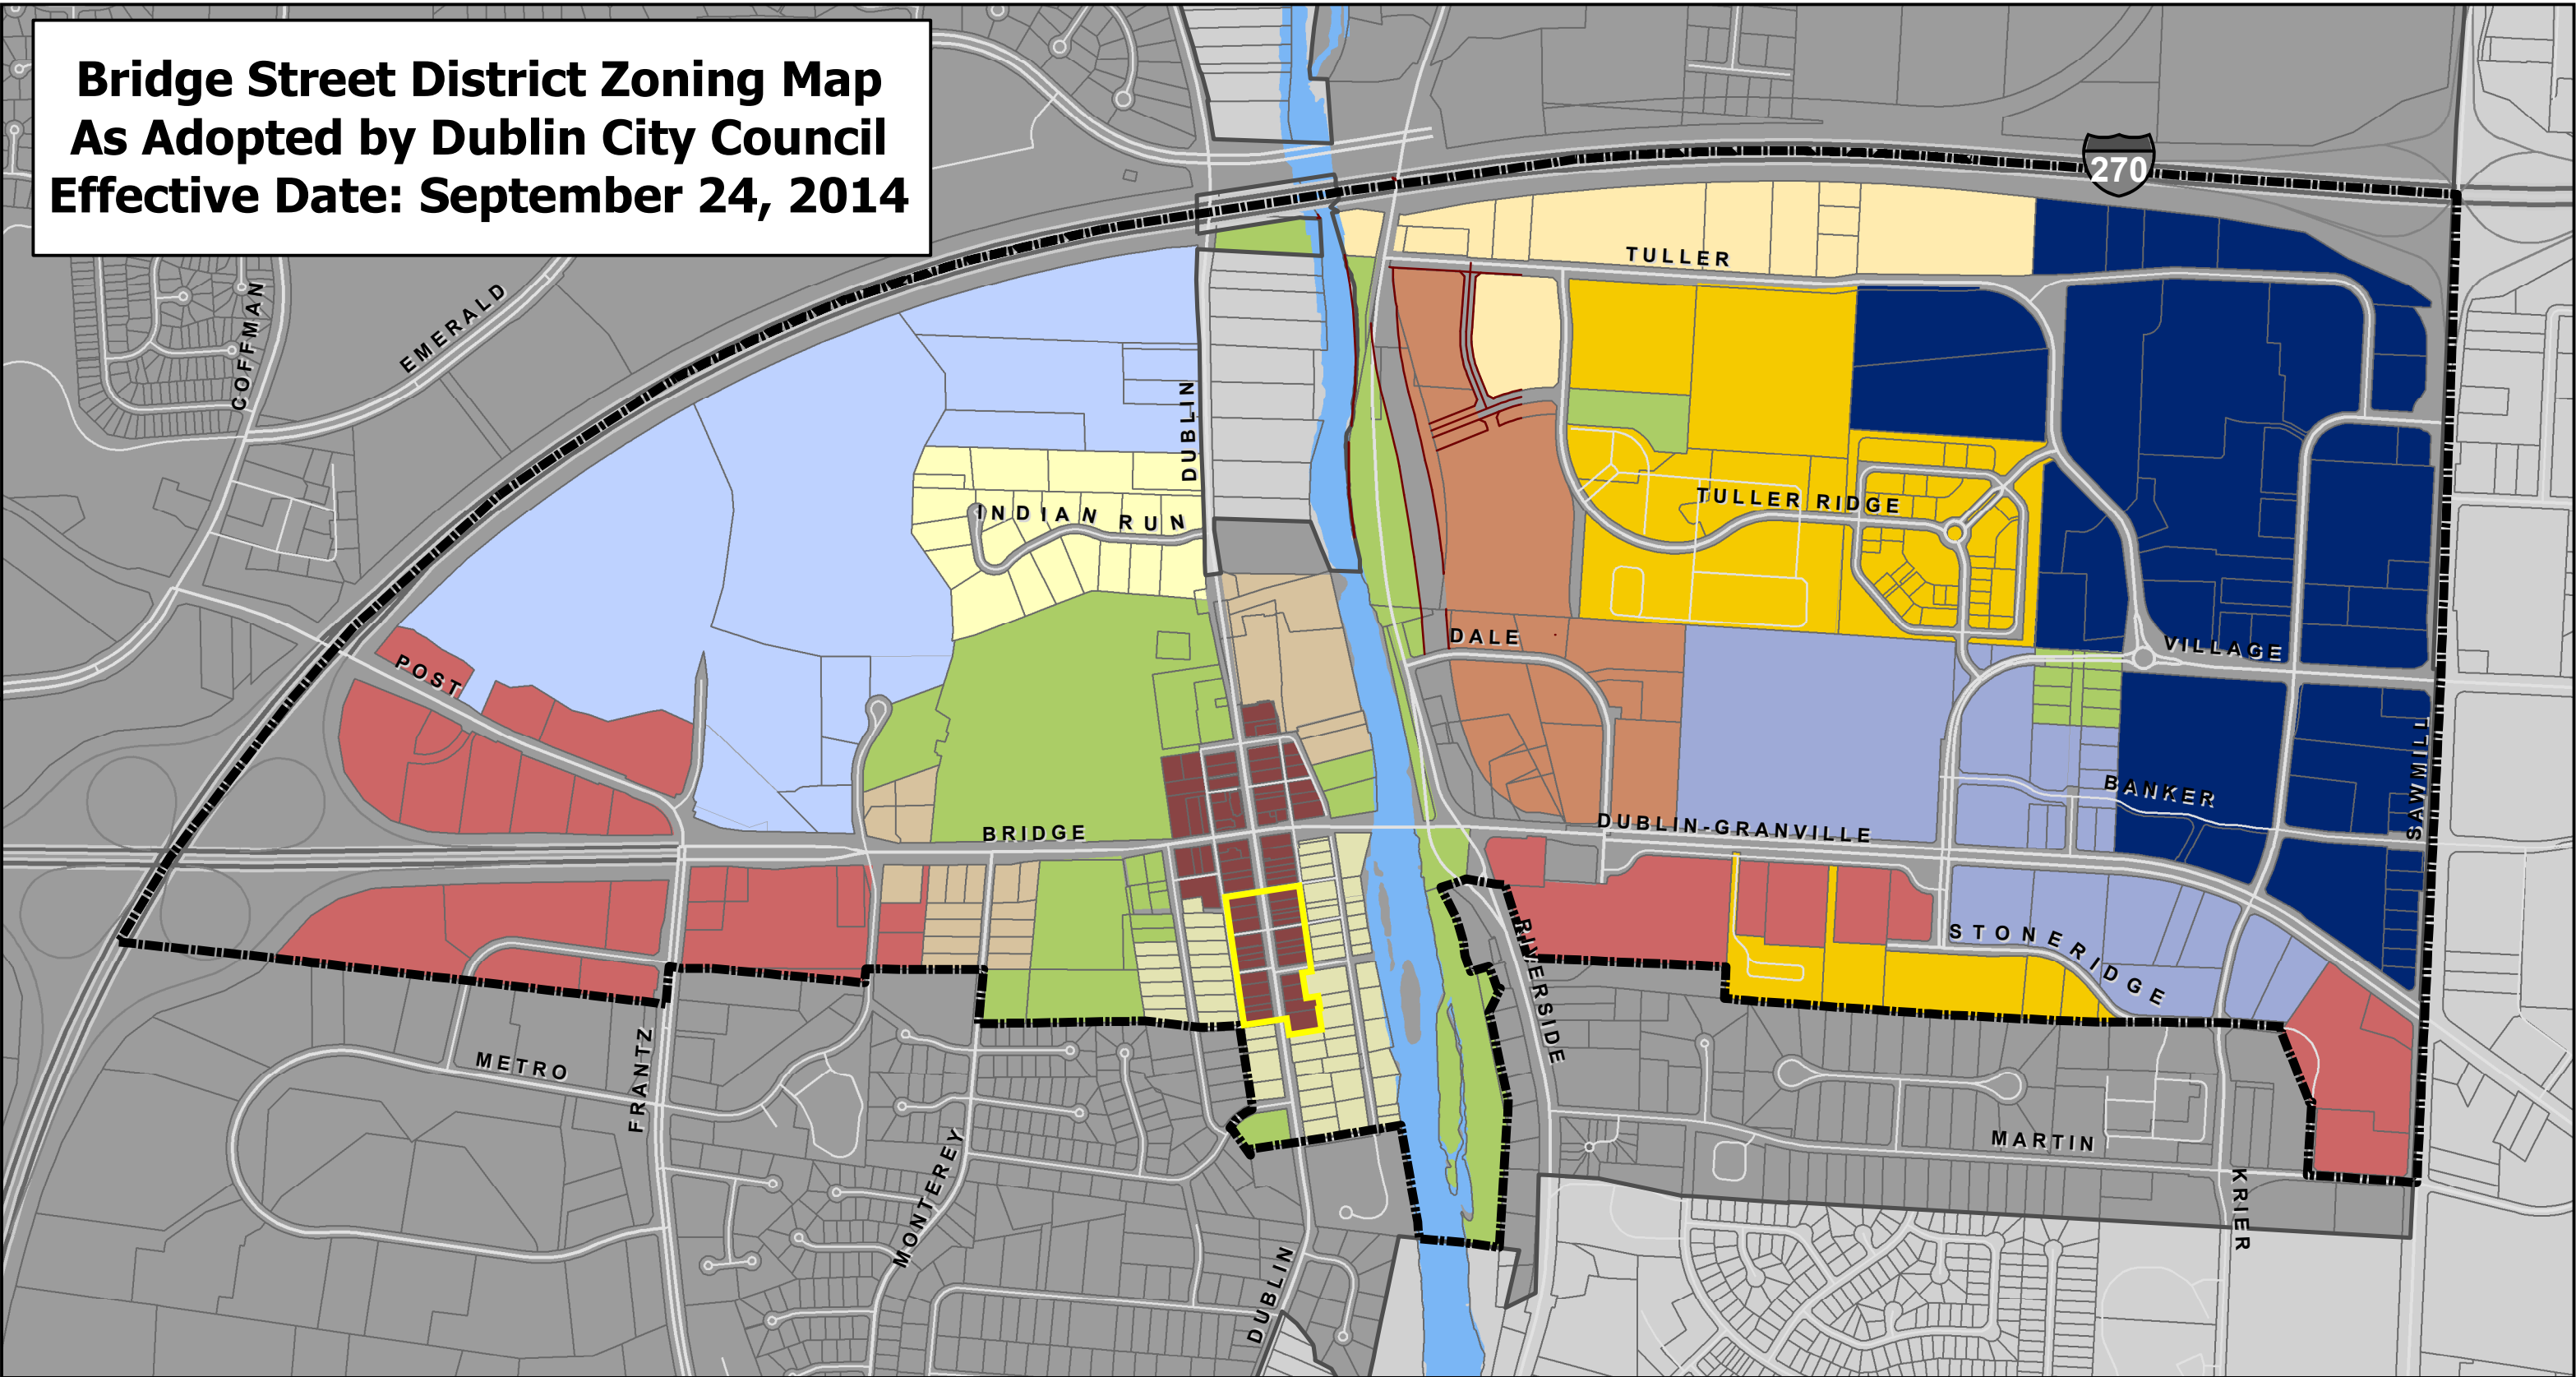 Bridge Street District Zoning Map
As Adopted by Dublin City Council
Effective Date: September 24, 2014
270
TULLER
COFFMAN
EMERALD
DUBLIN
INDIAN RUN
TULLER RIDGE
DALE
VILLAGE
POST
BANKER
SAWMILL
BRIDGE
DUBLIN-GRANVILLE
STONERIDGE
RIVERSIDE
METRO
FRANTZ
MONTEREY
MARTIN
KRIER
DUBLIN